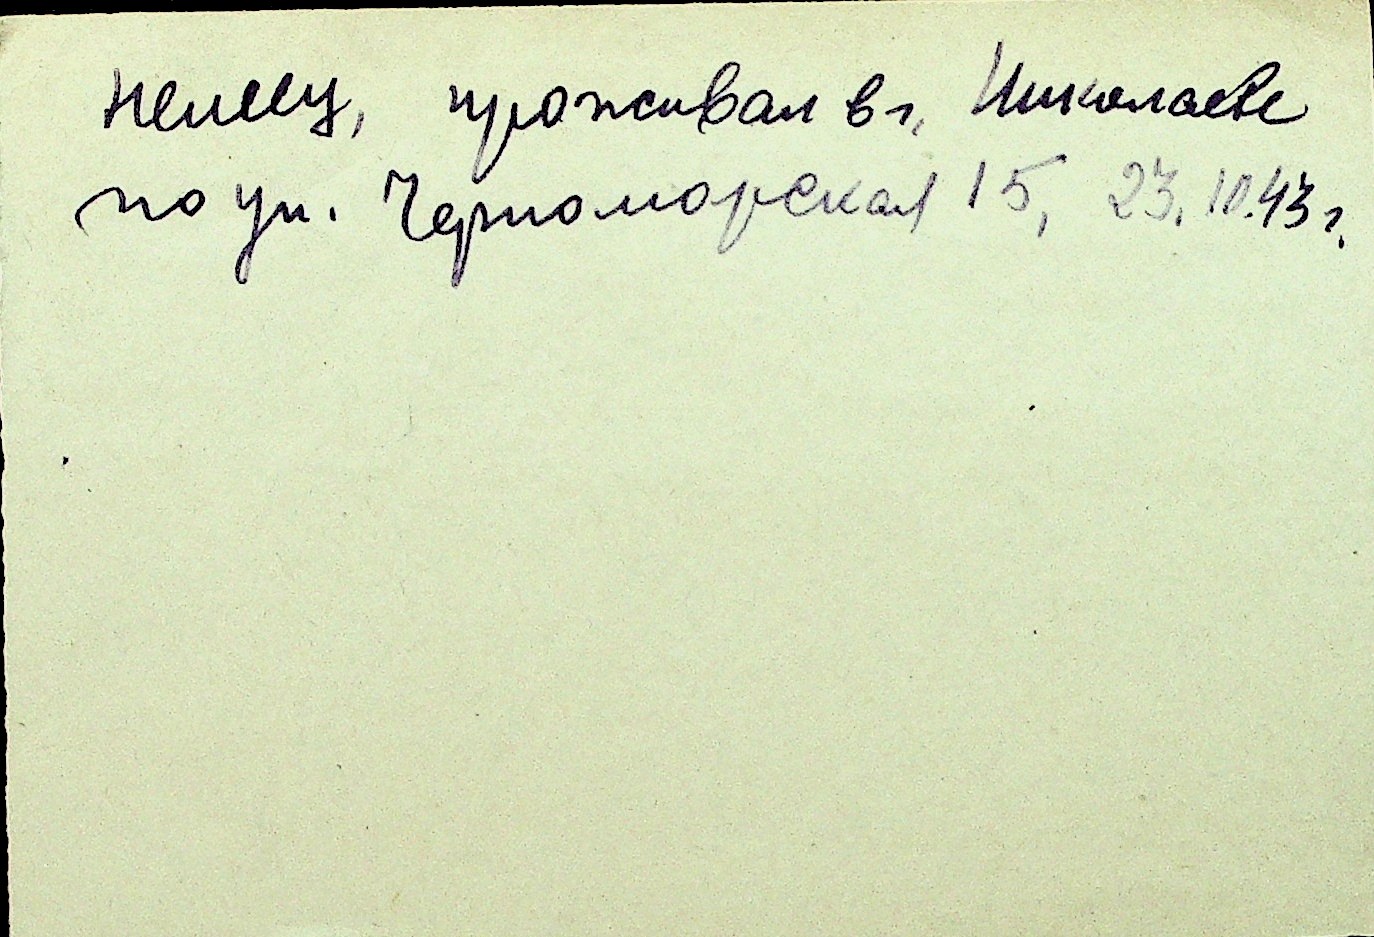 немец, проживал в г. Николаеве
по ул. Черноморская 15, 23.10.43 г.